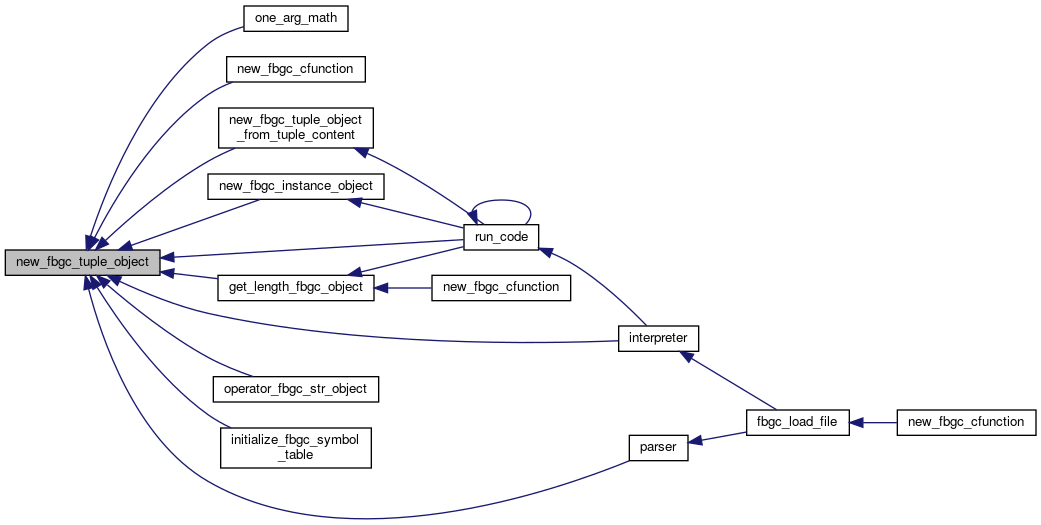 one_arg_math
new_fbgc_cfunction
new_fbgc_tuple_object
_from_tuple_content
new_fbgc_instance_object
run_code
new_fbgc_tuple_object
get_length_fbgc_object
new_fbgc_cfunction
interpreter
operator_fbgc_str_object
fbgc_load_file
new_fbgc_cfunction
initialize_fbgc_symbol
_table
parser